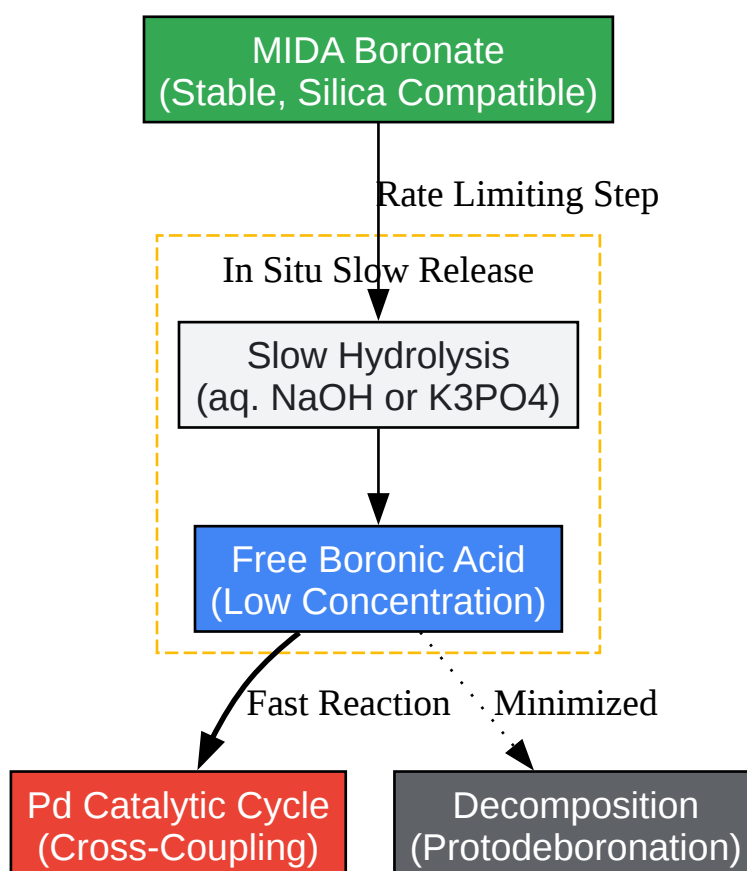 MIDA Boronate
(Stable, Silica Compatible)
Rate Limiting Step
In Situ Slow Release
Slow Hydrolysis
(aq. NaOH or K3PO4)
Free Boronic Acid
(Low Concentration)
Fast Reaction
Minimized
Pd Catalytic Cycle
(Cross-Coupling)
Decomposition
(Protodeboronation)